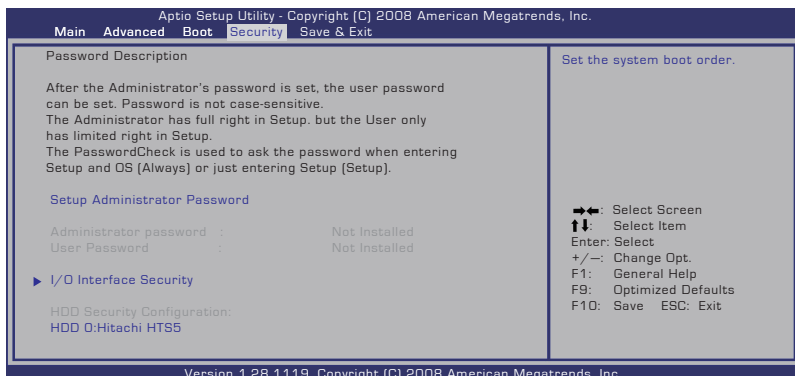 Aptio Setup Utility - Copyright (C) 2008 American Megatrends, Inc.
Main Advanced Boot Security Save & Exit
Password Description
After the Administrator's password is set, the user password
can be set. Password is not case-sensitive.
The Administrator has full right in Setup. but the User only
has limited right in Setup.
The PasswordCheck is used to ask the password when entering
Setup and OS (Always) or just entering Setup (Setup).
Setup Administrator Password
Administrator password : Not Installed
User Password : Not Installed
I/O Interface Security
HDD Security Configuration:
HDD 0:Hitachi HTS5
Set the system boot order.
→←: Select Screen
↑↓: Select Item
Enter: Select
+/—: Change Opt.
F1: General Help
F9: Optimized Defaults
F10: Save ESC: Exit
Version 1.28.1119. Copyright (C) 2008 American Megatrends, Inc.